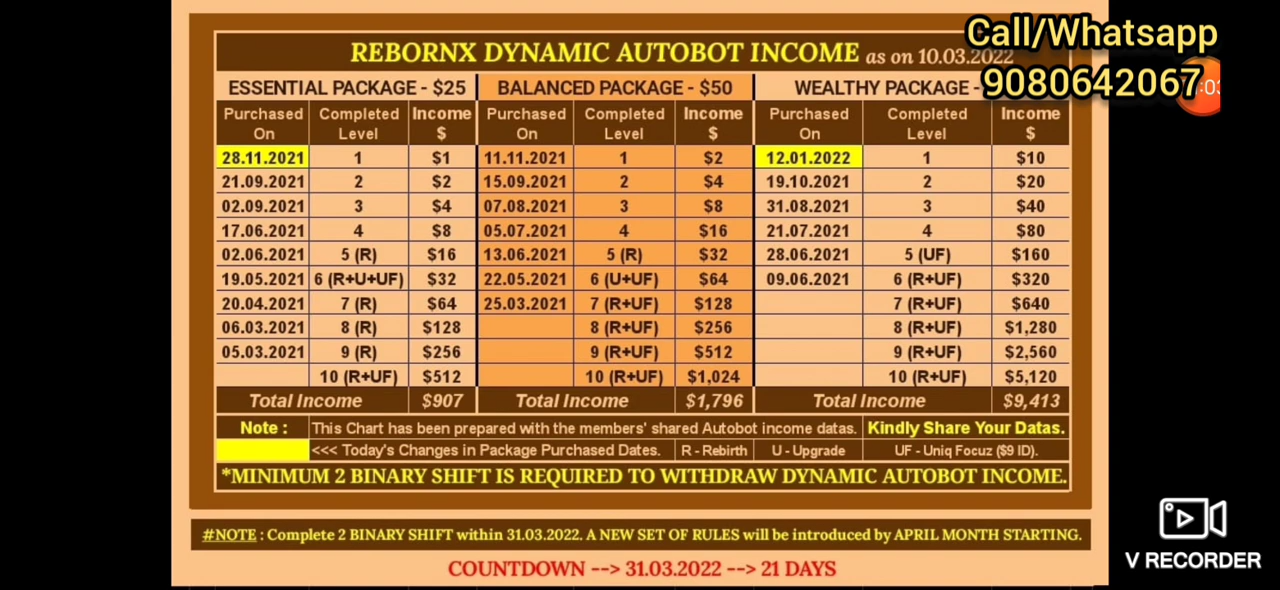 Call/Whatsapp
9080642067
REBORNX DYNAMIC AUTOBOT INCOME as on 10.03.2022
ESSENTIAL PACKAGE - $25 BALANCED PACKAGE - $50 WEALTHY PACKAGE -
Purchased On Completed Level Income $ Purchased On Completed Level Income $ Purchased On Completed Level Income $
28.11.2021 1 $1 11.11.2021 1 $2 12.01.2022 1 $10
21.09.2021 2 $2 15.09.2021 2 $4 19.10.2021 2 $20
02.09.2021 3 $4 07.08.2021 3 $8 31.08.2021 3 $40
17.06.2021 4 $8 05.07.2021 4 $16 21.07.2021 4 $80
02.06.2021 5 (R) $16 13.06.2021 5 (R) $32 28.06.2021 5 (UF) $160
19.05.2021 6 (R+U+UF) $32 22.05.2021 6 (U+UF) $64 09.06.2021 6 (R+UF) $320
20.04.2021 7 (R) $64 25.03.2021 7 (R+UF) $128 7 (R+UF) $640
06.03.2021 8 (R) $128 8 (R+UF) $256 8 (R+UF) $1,280
05.03.2021 9 (R) $256 9 (R+UF) $512 9 (R+UF) $2,560
10 (R+UF) $512 10 (R+UF) $1,024 10 (R+UF) $5,120
Total Income $907 Total Income $1,796 Total Income $9,413
Note : This Chart has been prepared with the members' shared Autobot income datas. Kindly Share Your Datas.
<<< Today's Changes in Package Purchased Dates. R - Rebirth U - Upgrade UF - Uniq Focuz ($9 ID).
*MINIMUM 2 BINARY SHIFT IS REQUIRED TO WITHDRAW DYNAMIC AUTOBOT INCOME.
#NOTE : Complete 2 BINARY SHIFT within 31.03.2022. A NEW SET OF RULES will be introduced by APRIL MONTH STARTING.
COUNTDOWN --> 31.03.2022 --> 21 DAYS
V RECORDER